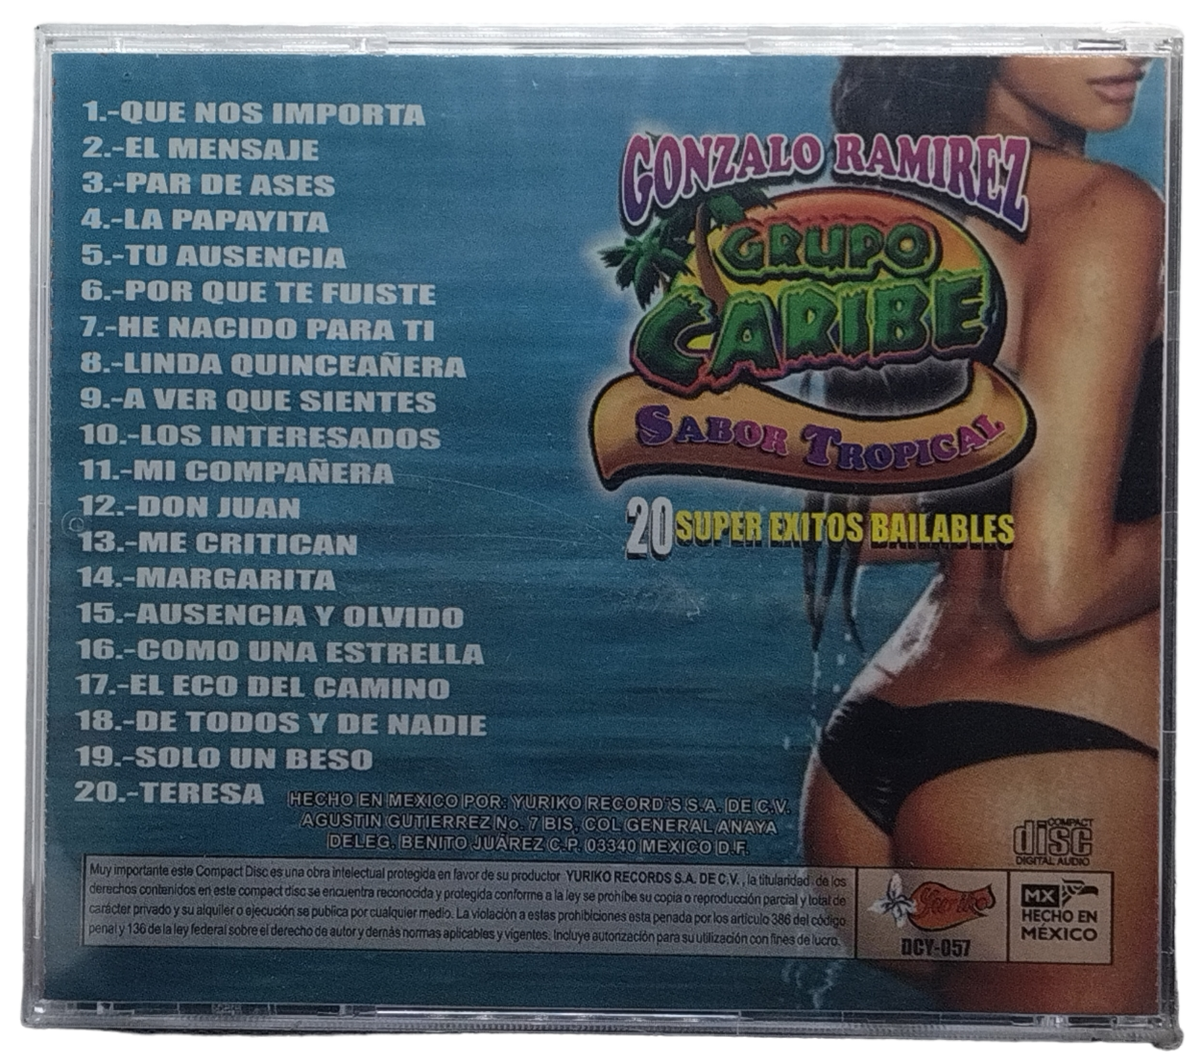 1.-QUE NOS IMPORTA
2.-EL MENSAJE
3.-PAR DE ASES
4.-LA PAPAYITA
5.-TU AUSENCIA
6.-POR QUE TE FUISTE
7.-HE NACIDO PARA TI
8.-LINDA QUINCEAÑERA
9.-A VER QUE SIENTES
10.-LOS INTERESADOS
11.-MI COMPAÑERA
12.-DON JUAN
13.-ME CRITICAN
14.-MARGARITA
15.-AUSENCIA Y OLVIDO
16.-COMO UNA ESTRELLA
17.-EL ECO DEL CAMINO
18.-DE TODOS Y DE NADIE
19.-SOLO UN BESO
20.-TERESA
GONZALO RAMIREZ
GRUPO
CARIBE
SABOR TROPICAL
20 SUPER EXITOS BAILABLES
HECHO EN MEXICO POR: YURIKO RECORD'S S.A. DE C.V.
AGUSTIN GUTIERREZ No. 7 BIS, COL GENERAL ANAYA
DELEG. BENITO JUÁREZ C.P. 03340 MEXICO D.F.
COMPACT
disc
DIGITAL AUDIO
Muy importante este Compact Disc es una obra intelectual protegida en favor de su productor YURIKO RECORDS S.A. DE C.V., la titularidad de los
derechos contenidos en este compact disc se encuentra reconocida y protegida conforme a la ley se prohibe su copia o reproducción parcial y total de
carácter privado y su alquiler o ejecución se publica por cualquier medio. La violación a estas prohibiciones esta penada por los artículo 386 del código
penal y 136 de la ley federal sobre el derecho de autor y demás normas aplicables y vigentes. Incluye autorización para su utilización con fines de lucro.
Yuriko
DCY-057
MX
HECHO EN
MÉXICO